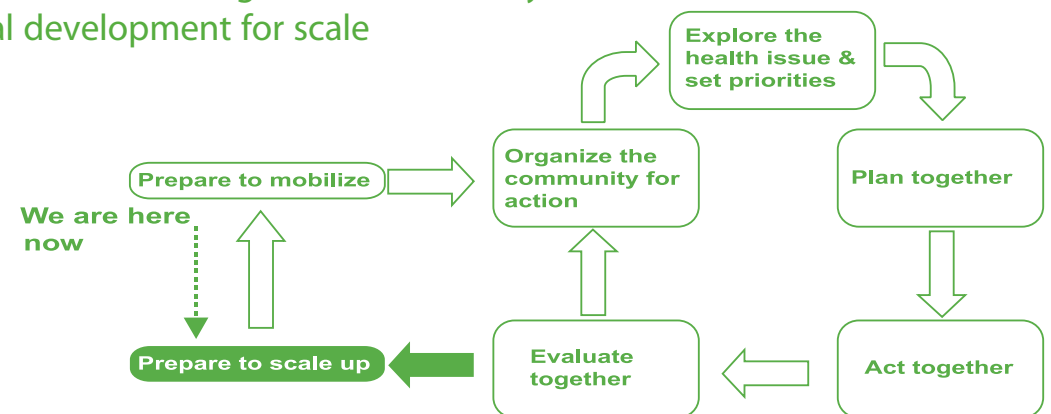 al development for scale
Explore the
health issue &
set priorities
Organize the
community for
action
Prepare to mobilize
Plan together
We are here
now
Prepare to scale up
Evaluate
together
Act together